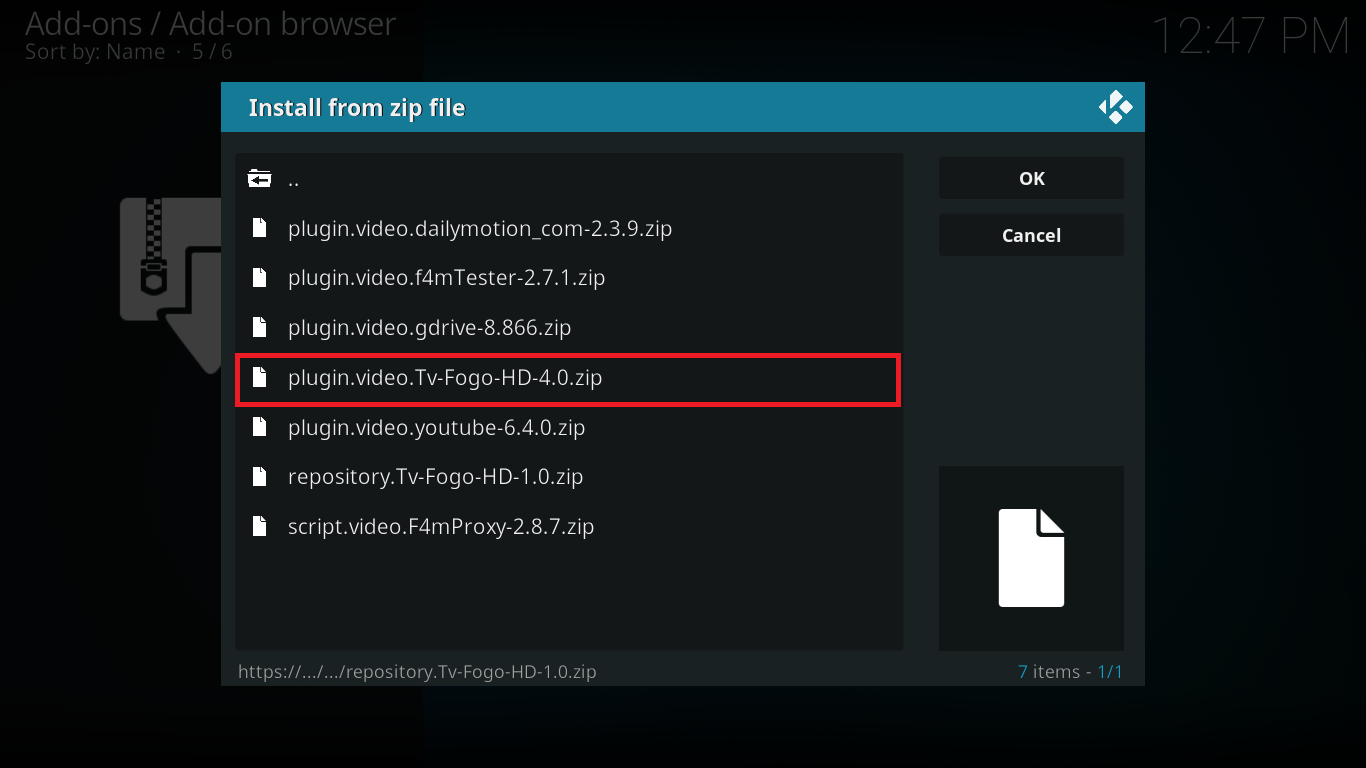 Add-ons / Add-on browser
Sort by: Name · 5 / 6
12:47 PM
Install from zip file
..
plugin.video.dailymotion_com-2.3.9.zip
plugin.video.f4mTester-2.7.1.zip
plugin.video.gdrive-8.866.zip
plugin.video.Tv-Fogo-HD-4.0.zip
plugin.video.youtube-6.4.0.zip
repository.Tv-Fogo-HD-1.0.zip
script.video.F4mProxy-2.8.7.zip
OK
Cancel
https://.../.../repository.Tv-Fogo-HD-1.0.zip
7 items - 1/1